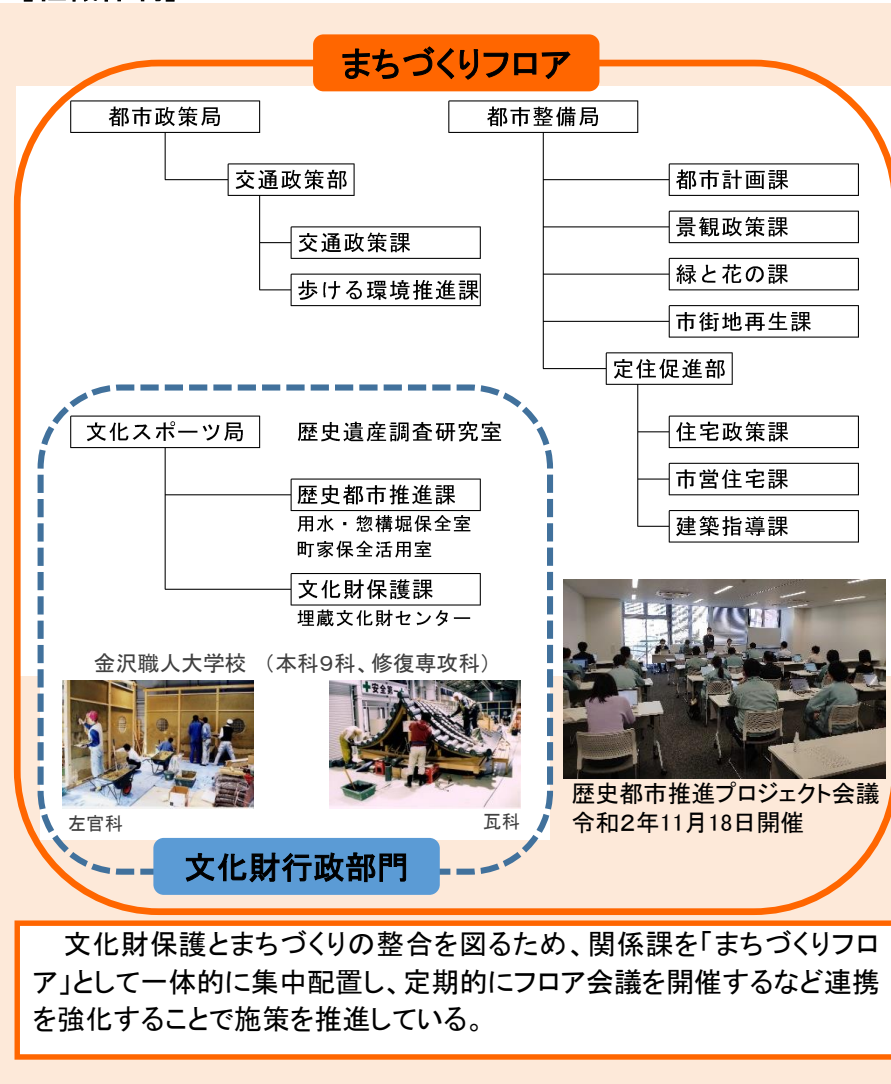 まちづくりフロア
都市政策局
交通政策部
交通政策課
歩ける環境推進課
都市整備局
都市計画課
景観政策課
緑と花の課
市街地再生課
定住促進部
住宅政策課
市営住宅課
建築指導課
文化スポーツ局
歴史遺産調査研究室
歴史都市推進課
用水・惣構堀保全室
町家保全活用室
文化財保護課
埋蔵文化財センター
金沢職人大学校 (本科9科、修復専攻科)
安全第一
左官科
瓦科
文化財行政部門
歴史都市推進プロジェクト会議
令和2年11月18日開催
文化財保護とまちづくりの整合を図るため、関係課を「まちづくりフロ
ア」として一体的に集中配置し、定期的にフロア会議を開催するなど連携
を強化することで施策を推進している。